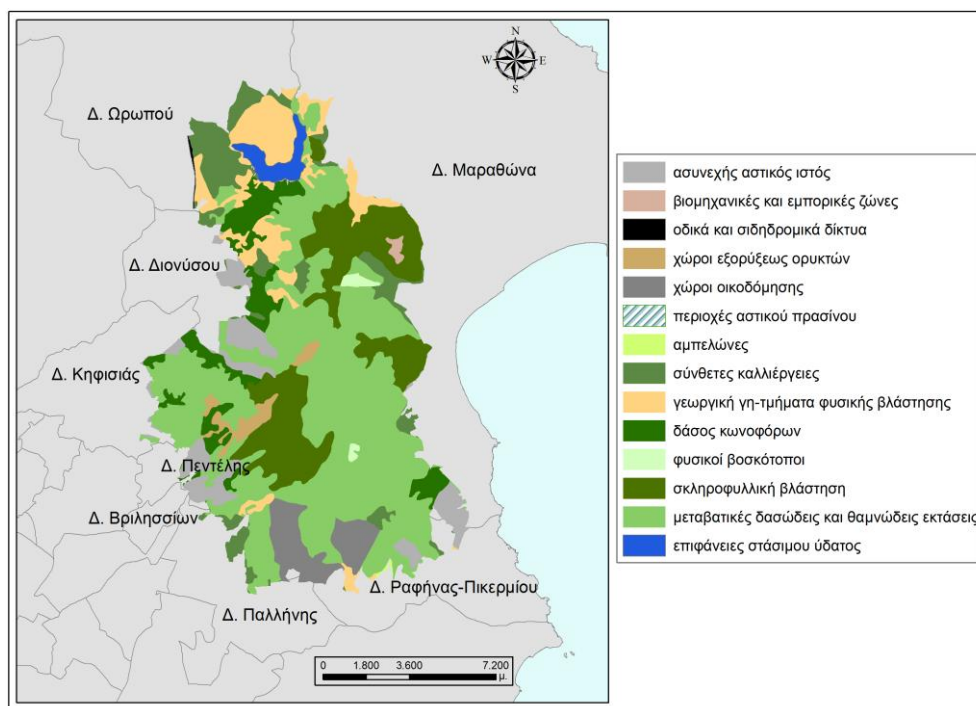 N
W E
S
Δ. Ωρωπού
Δ. Μαραθώνα
Δ. Διονύσου
Δ. Κηφισιάς
Δ. Πεντέλης
Δ. Βριλησσίων
Δ. Ραφήνας-Πικερμίου
Δ. Παλλήνης
0 1.800 3.600 7.200
μ.
ασυνεχής αστικός ιστός
βιομηχανικές και εμπορικές ζώνες
οδικά και σιδηδρομικά δίκτυα
χώροι εξορύξεως ορυκτών
χώροι οικοδόμησης
περιοχές αστικού πρασίνου
αμπελώνες
σύνθετες καλλιέργειες
γεωργική γη-τμήματα φυσικής βλάστησης
δάσος κωνοφόρων
φυσικοί βοσκότοποι
σκληροφυλλική βλάστηση
μεταβατικές δασώδεις και θαμνώδεις εκτάσεις
επιφάνειες στάσιμου ύδατος